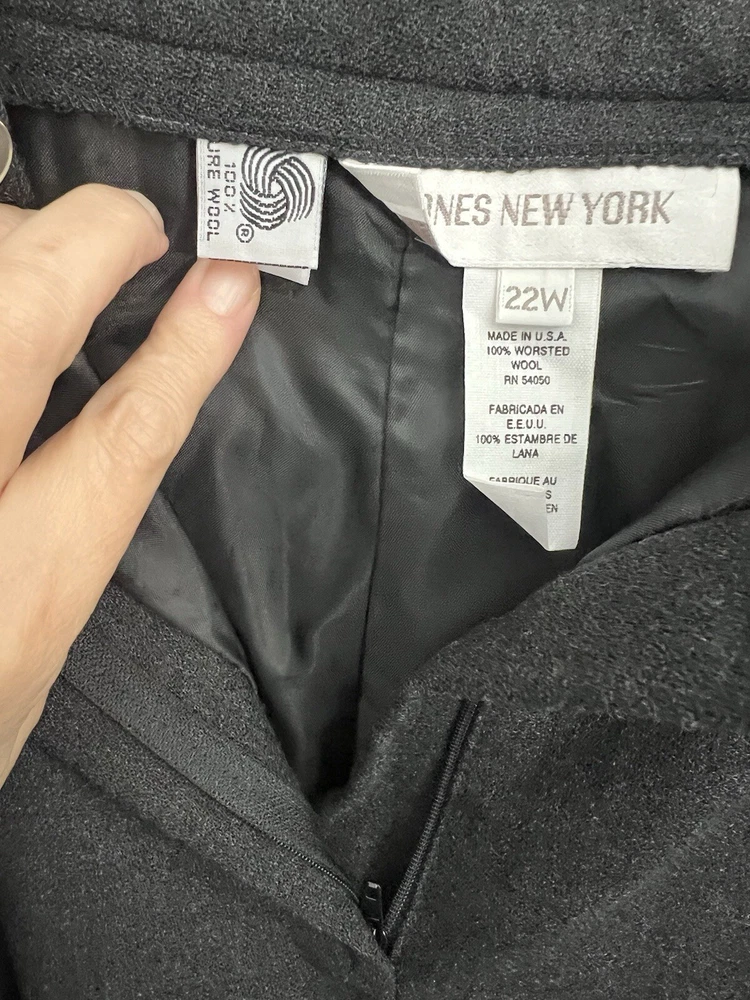 100%
URE WOOL
®
NES NEW YORK
22W
MADE IN U.S.A.
100% WORSTED
WOOL
RN 54050
FABRICADA EN
E.E.U.U.
100% ESTAMBRE DE
LANA
FABRIQUE AU
S
EN